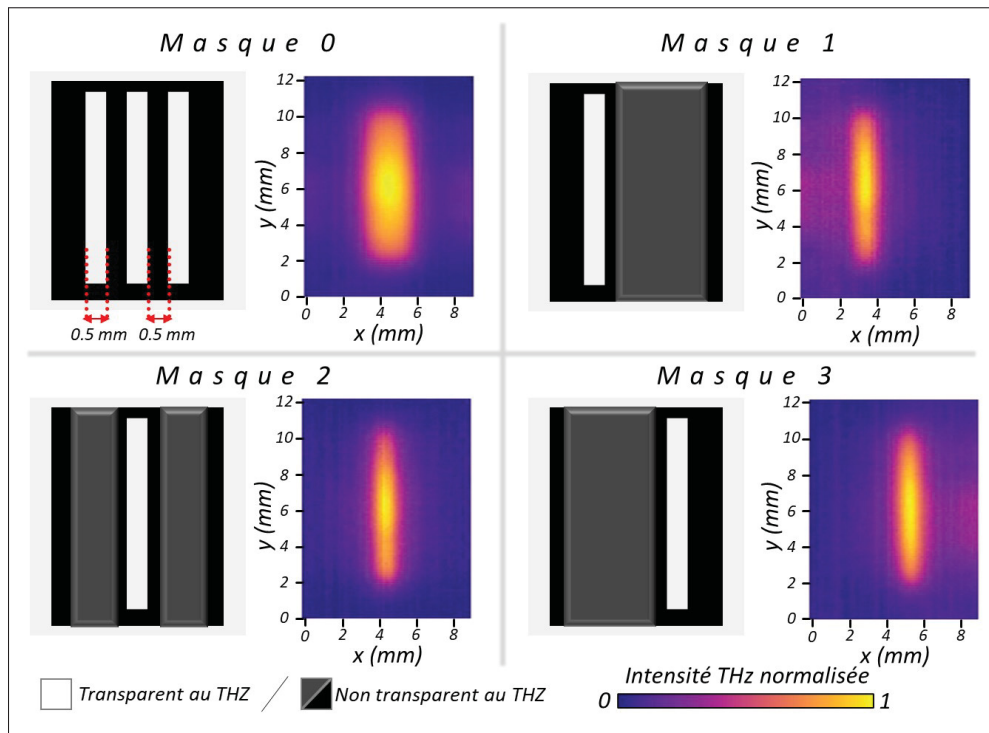 Masque 0
12
10
8
6
4
2
0
y (mm)
0 2 4 6 8
x (mm)
0.5 mm 0.5 mm
Masque 1
12
10
8
6
4
2
0
y (mm)
0 2 4 6 8
x (mm)
Masque 2
12
10
8
6
4
2
0
y (mm)
0 2 4 6 8
x (mm)
Masque 3
12
10
8
6
4
2
0
y (mm)
0 2 4 6 8
x (mm)
Transparent au THZ / Non transparent au THZ
Intensité THz normalisée
0 1